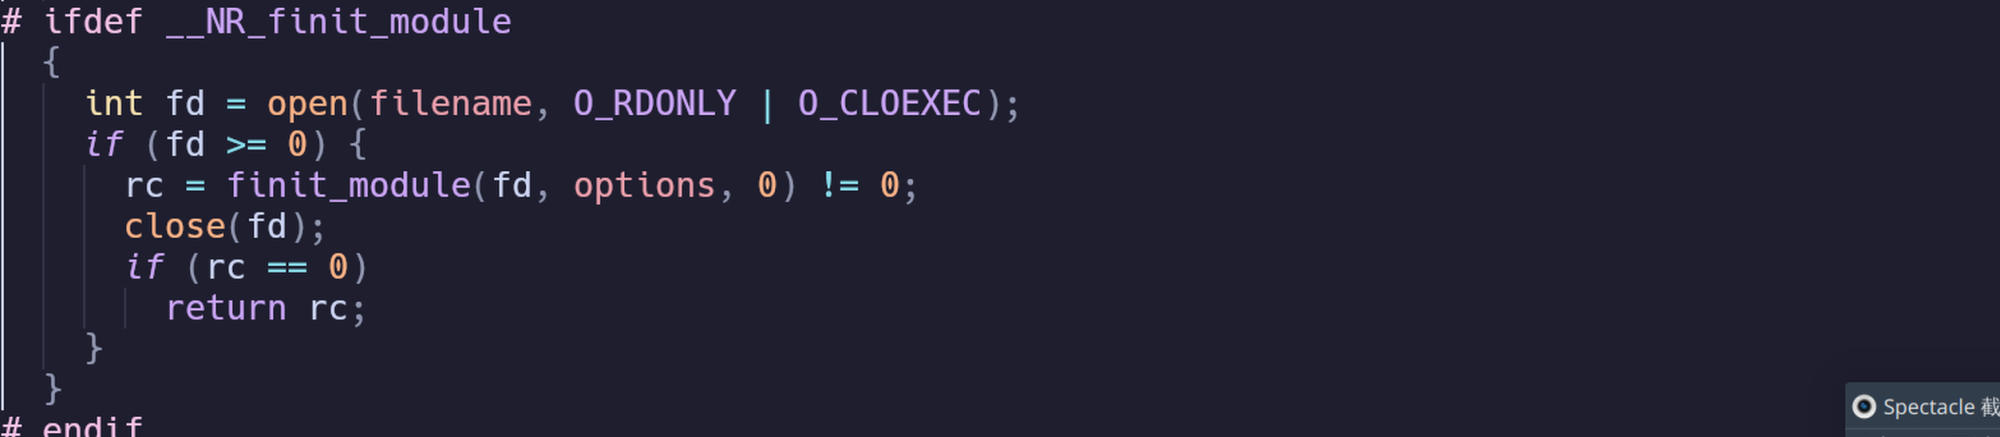 # ifdef __NR_finit_module
{
int fd = open(filename, O_RDONLY | O_CLOEXEC);
if (fd >= 0) {
rc = finit_module(fd, options, 0) != 0;
close(fd);
if (rc == 0)
return rc;
}
}
# endif
Spectacle 截